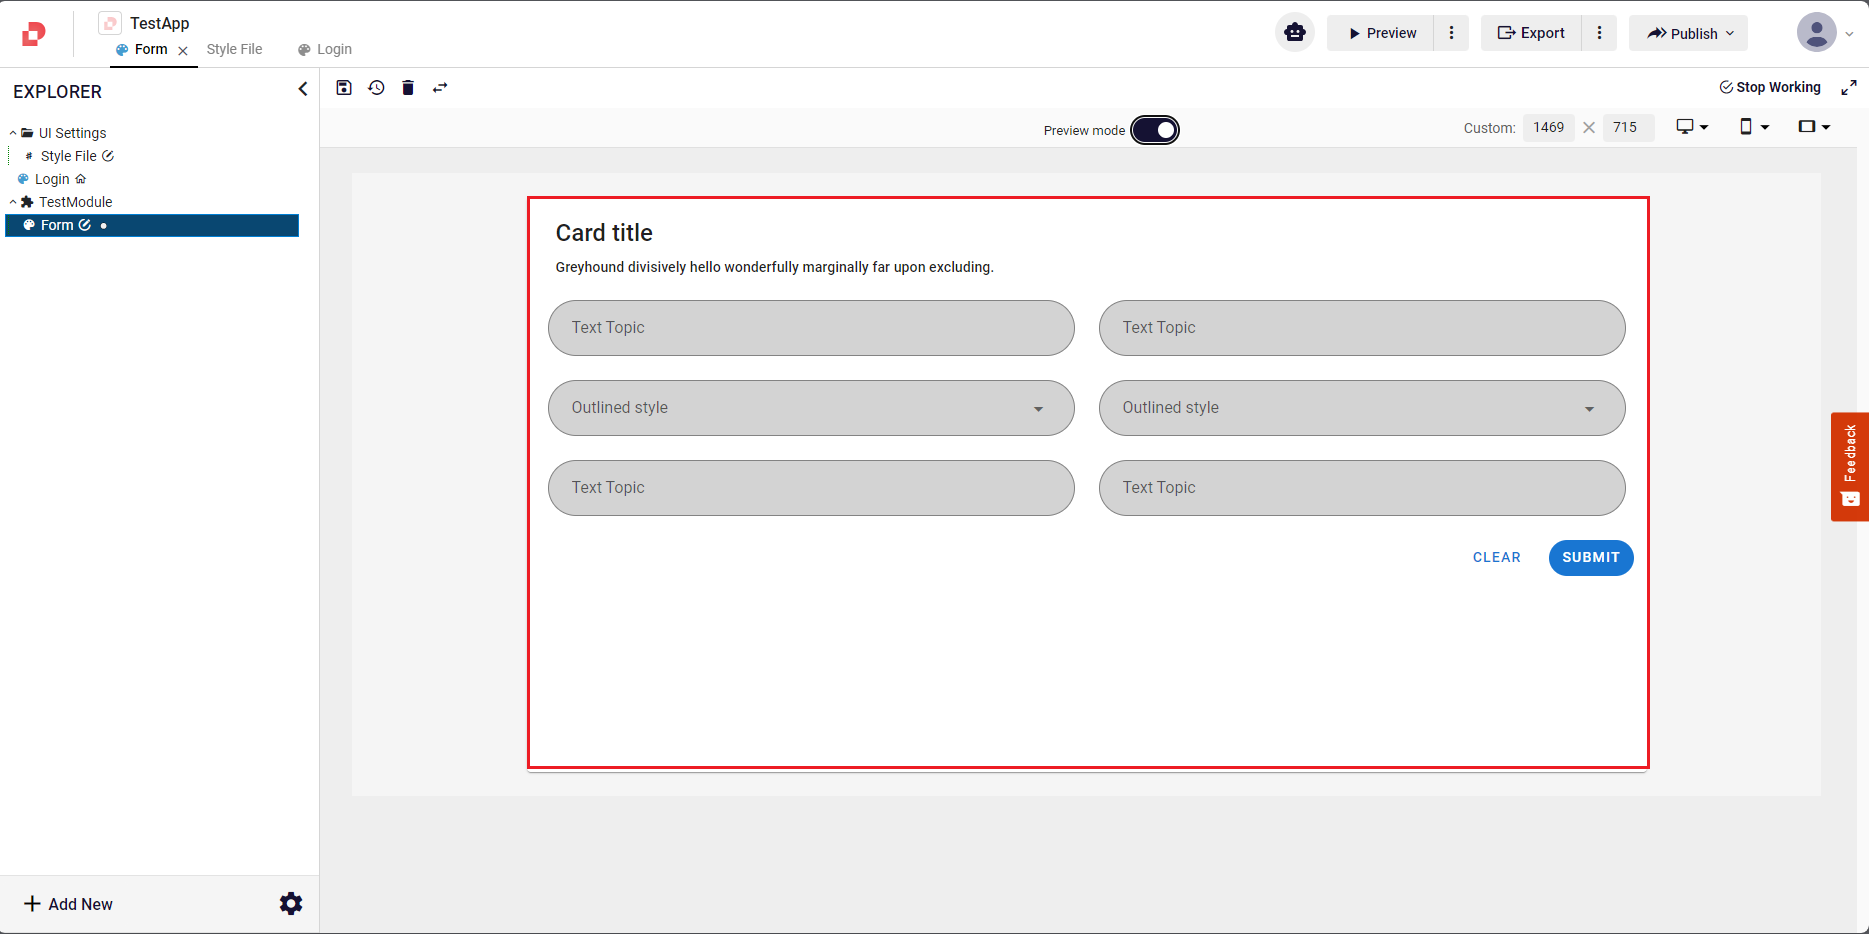 TestApp
Form Style File Login
Preview Export Publish
EXPLORER
Stop Working
Preview mode Custom: 1469 715
UI Settings
# Style File
Login
TestModule
Form
Card title
Greyhound divisively hello wonderfully marginally far upon excluding.
Text Topic Text Topic
Outlined style Outlined style
Text Topic Text Topic
CLEAR SUBMIT
Feedback
Add New